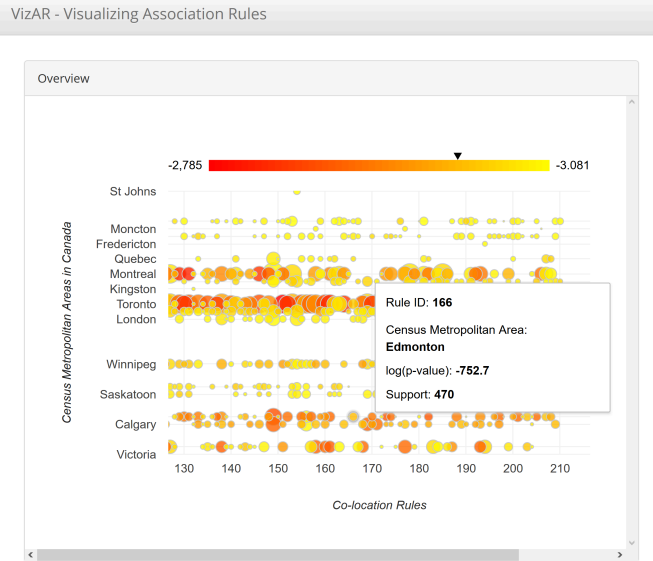 VizAR - Visualizing Association Rules
Overview
-2,785
-3.081
Census Metropolitan Areas in Canada
St Johns
Moncton
Fredericton
Quebec
Montreal
Kingston
Toronto
London
Winnipeg
Saskatoon
Calgary
Victoria
Rule ID: 166
Census Metropolitan Area:
Edmonton
log(p-value): -752.7
Support: 470
130 140 150 160 170 180 190 200 210
Co-location Rules